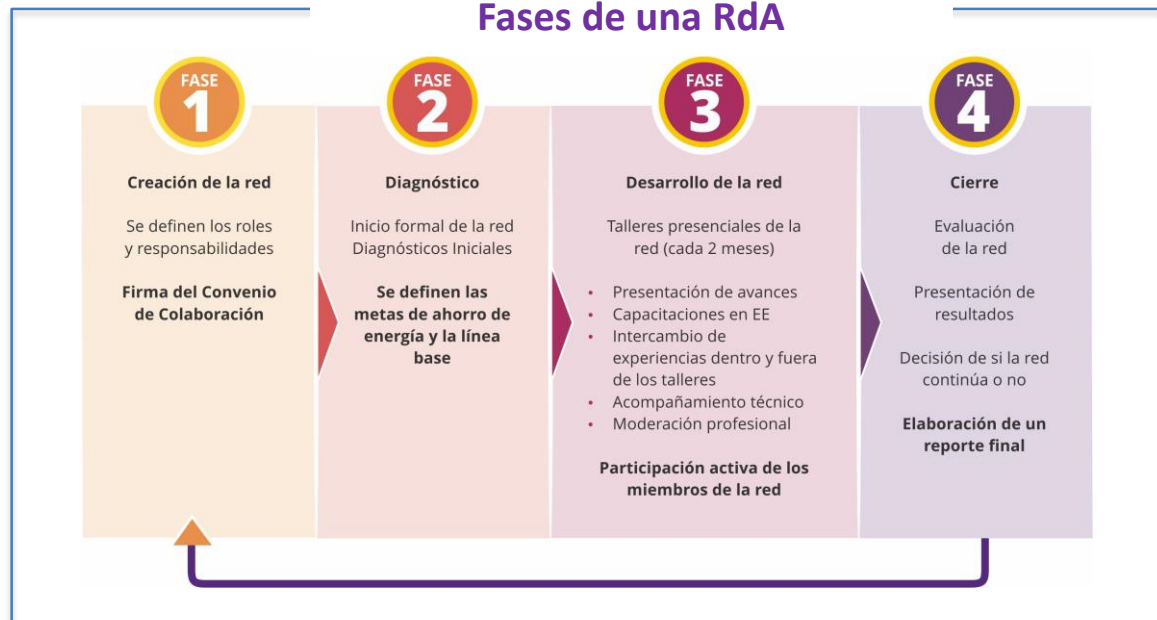 Fases de una RdA
FASE
1
Creación de la red
Se definen los roles
y responsabilidades
Firma del Convenio
de Colaboración
FASE
2
Diagnóstico
Inicio formal de la red
Diagnósticos Iniciales
Se definen las
metas de ahorro de
energía y la línea
base
FASE
3
Desarrollo de la red
Talleres presenciales de la
red (cada 2 meses)
• Presentación de avances
• Capacitaciones en EE
• Intercambio de
experiencias dentro y fuera
de los talleres
• Acompañamiento técnico
• Moderación profesional
Participación activa de los
miembros de la red
FASE
4
Cierre
Evaluación
de la red
Presentación de
resultados
Decisión de si la red
continúa o no
Elaboración de un
reporte final